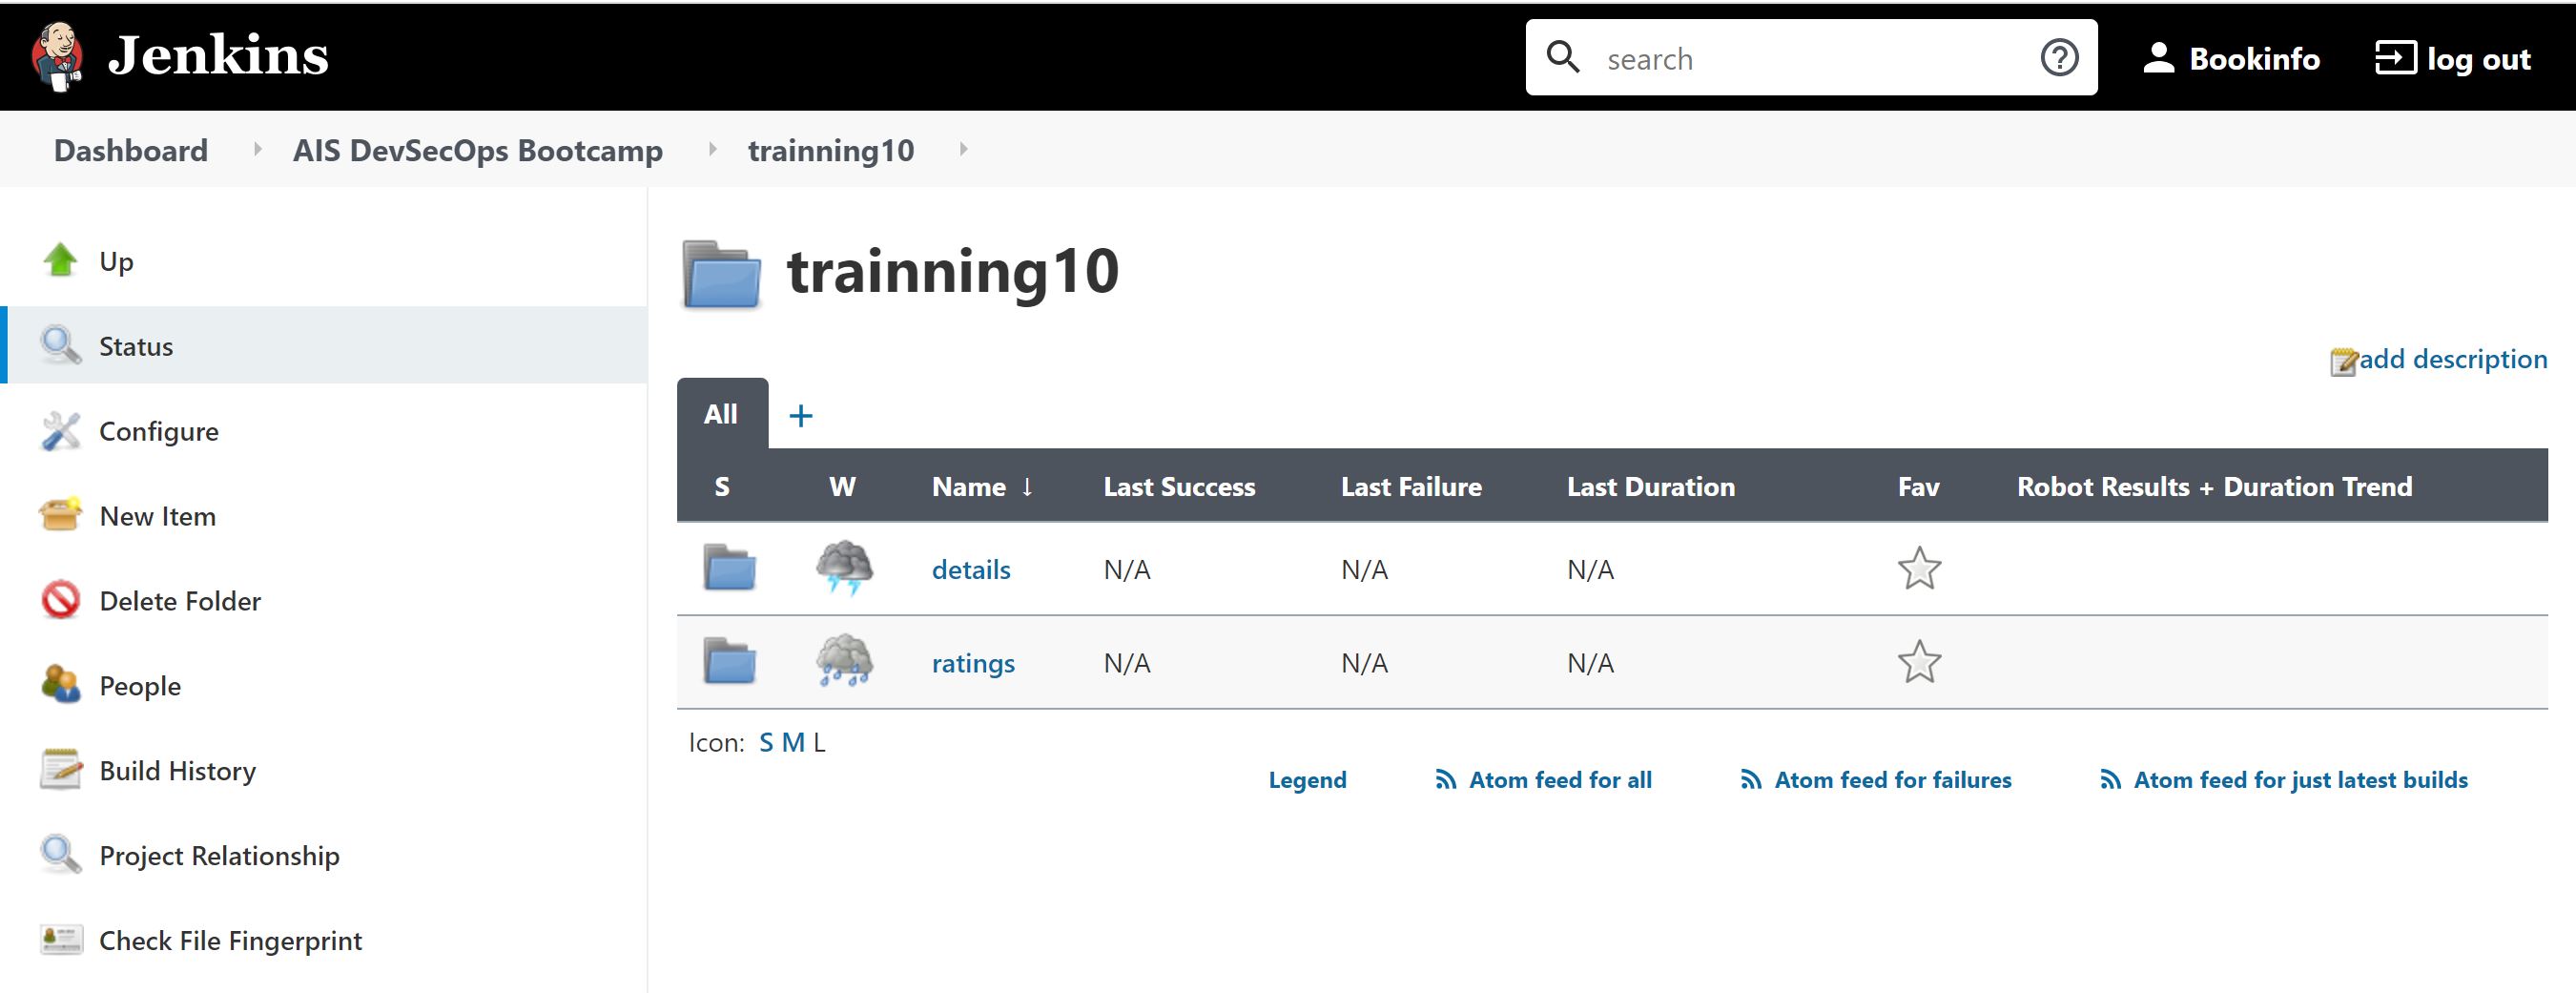 Jenkins
search
Bookinfo
log out
Dashboard
AIS DevSecOps Bootcamp
trainning10
Up
Status
Configure
New Item
Delete Folder
People
Build History
Project Relationship
Check File Fingerprint
trainning10
add description
All +
S W Name ↓ Last Success Last Failure Last Duration Fav Robot Results + Duration Trend
details N/A N/A N/A
ratings N/A N/A N/A
Icon: S M L
Legend Atom feed for all Atom feed for failures Atom feed for just latest builds